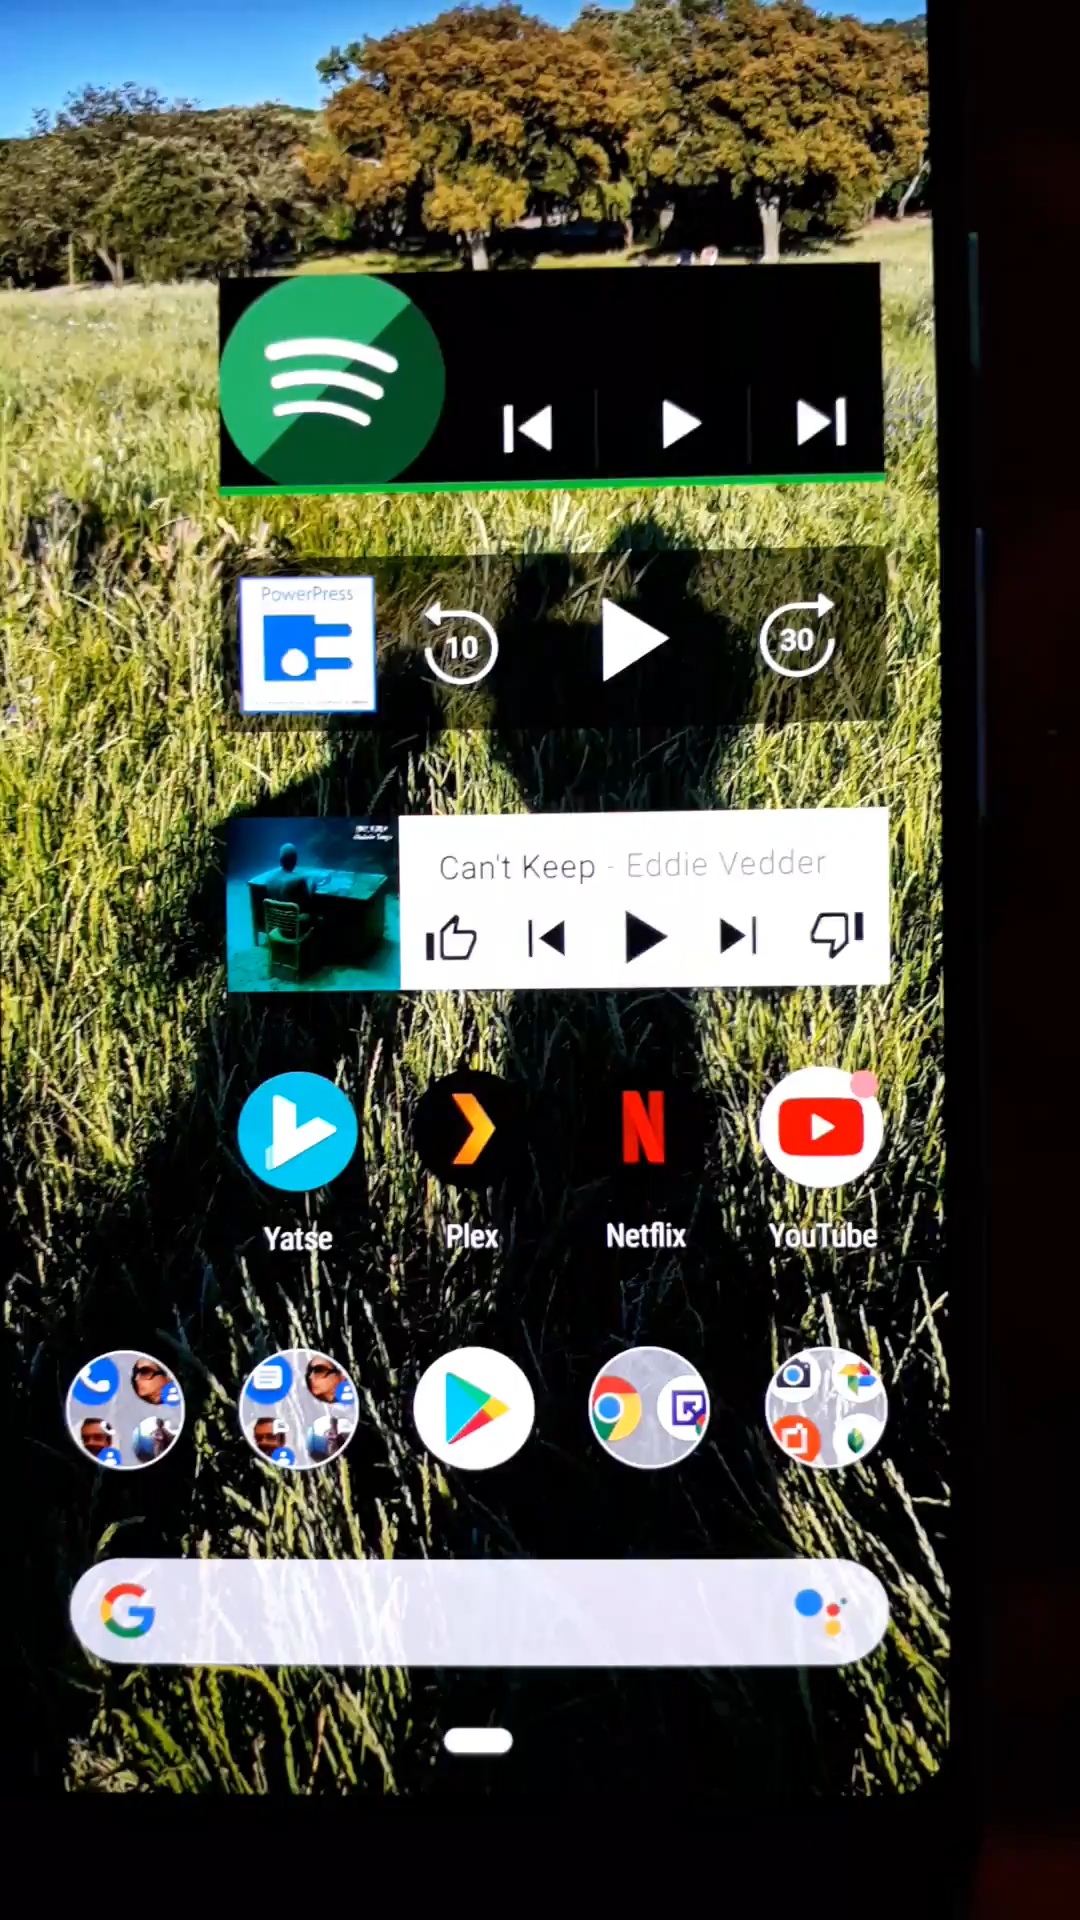 PowerPress
10
30
Can't Keep - Eddie Vedder
Yatse
Plex
N
Netflix
YouTube
G